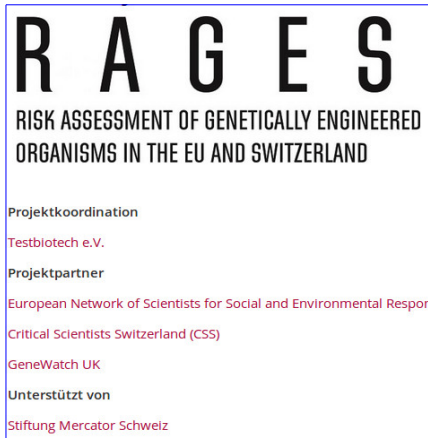 RAGES
RISK ASSESSMENT OF GENETICALLY ENGINEERED
ORGANISMS IN THE EU AND SWITZERLAND
Projektkoordination
Testbiotech e.V.
Projektpartner
European Network of Scientists for Social and Environmental
Critical Scientists Switzerland (CSS)
GeneWatch UK
Unterstützt von
Stiftung Mercator Schweiz